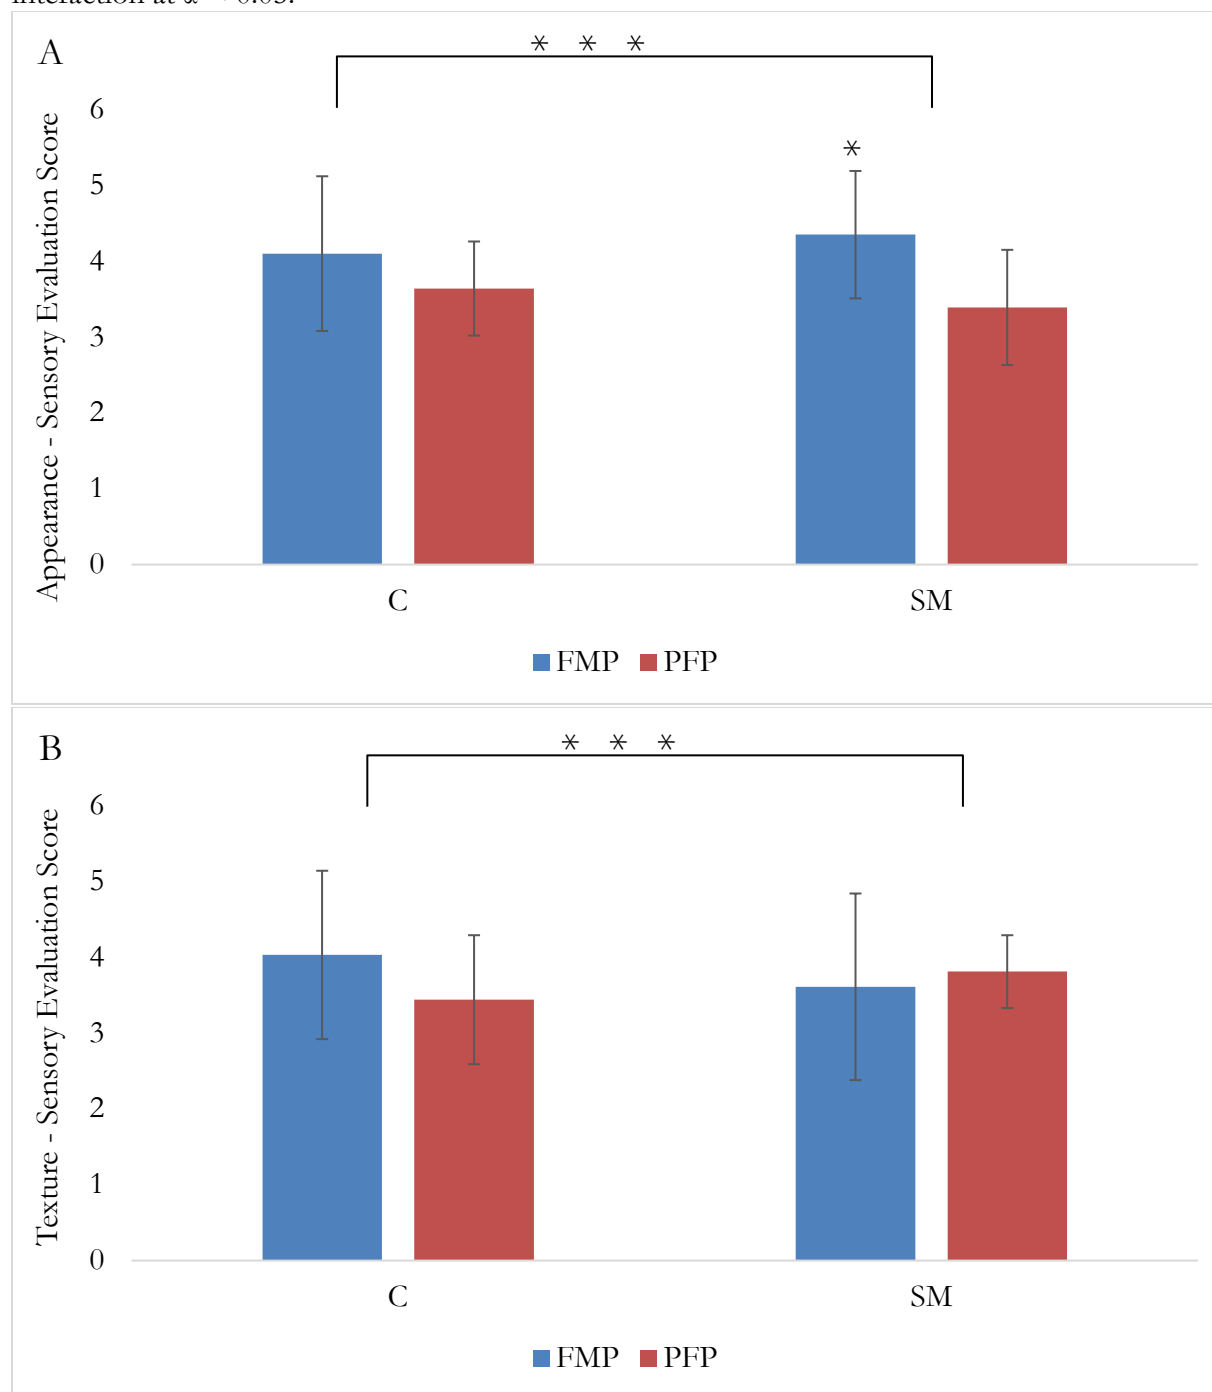 A
* * *
Appearance - Sensory Evaluation Score
6
5
4
3
2
1
0
*
C SM
FMP PFP
B
* * *
Texture - Sensory Evaluation Score
6
5
4
3
2
1
0
C SM
FMP PFP